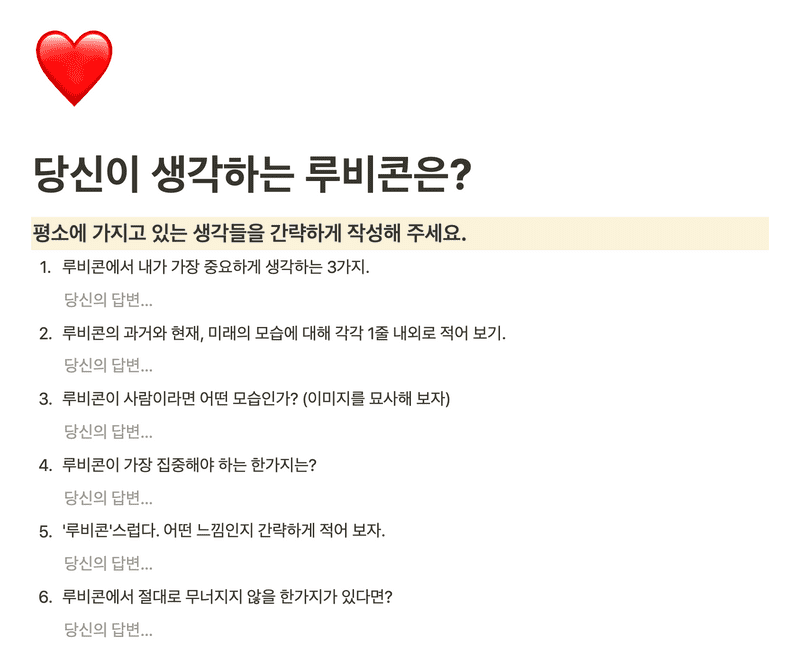 당신이 생각하는 루비콘은?
평소에 가지고 있는 생각들을 간략하게 작성해 주세요.
1. 루비콘에서 내가 가장 중요하게 생각하는 3가지.
당신의 답변...
2. 루비콘의 과거와 현재, 미래의 모습에 대해 각각 1줄 내외로 적어 보기.
당신의 답변...
3. 루비콘이 사람이라면 어떤 모습인가? (이미지를 묘사해 보자)
당신의 답변...
4. 루비콘이 가장 집중해야 하는 한가지는?
당신의 답변...
5. '루비콘'스럽다. 어떤 느낌인지 간략하게 적어 보자.
당신의 답변...
6. 루비콘에서 절대로 무너지지 않을 한가지가 있다면?
당신의 답변...